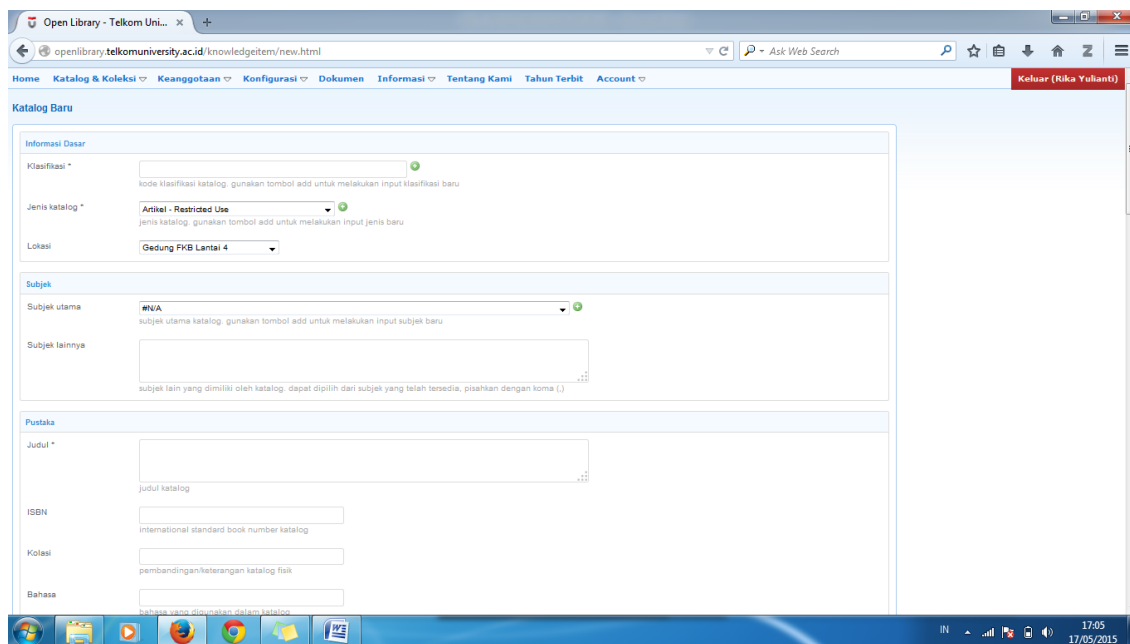 Open Library - Telkom Uni... × +
openlibrary.telkomuniversity.ac.id/knowledgeitem/new.html
Ask Web Search
Home Katalog & Koleksi Keanggotaan Konfigurasi Dokumen Informasi Tentang Kami Tahun Terbit Account Keluar (Rika Yulianti)
Katalog Baru
Informasi Dasar
Klasifikasi *
kode klasifikasi katalog. gunakan tombol add untuk melakukan input klasifikasi baru
Jenis katalog * Artikel - Restricted Use
jenis katalog. gunakan tombol add untuk melakukan input jenis baru
Lokasi Gedung FKB Lantai 4
Subjek
Subjek utama #N/A
subjek utama katalog. gunakan tombol add untuk melakukan input subjek baru
Subjek lainnya
subjek lain yang dimiliki oleh katalog. dapat dipilih dari subjek yang telah tersedia, pisahkan dengan koma (,)
Pustaka
Judul *
judul katalog
ISBN
international standard book number katalog
Kolasi
pembandingan/keterangan katalog fisik
Bahasa
bahasa yang digunakan dalam katalog
IN 17:05
17/05/2015